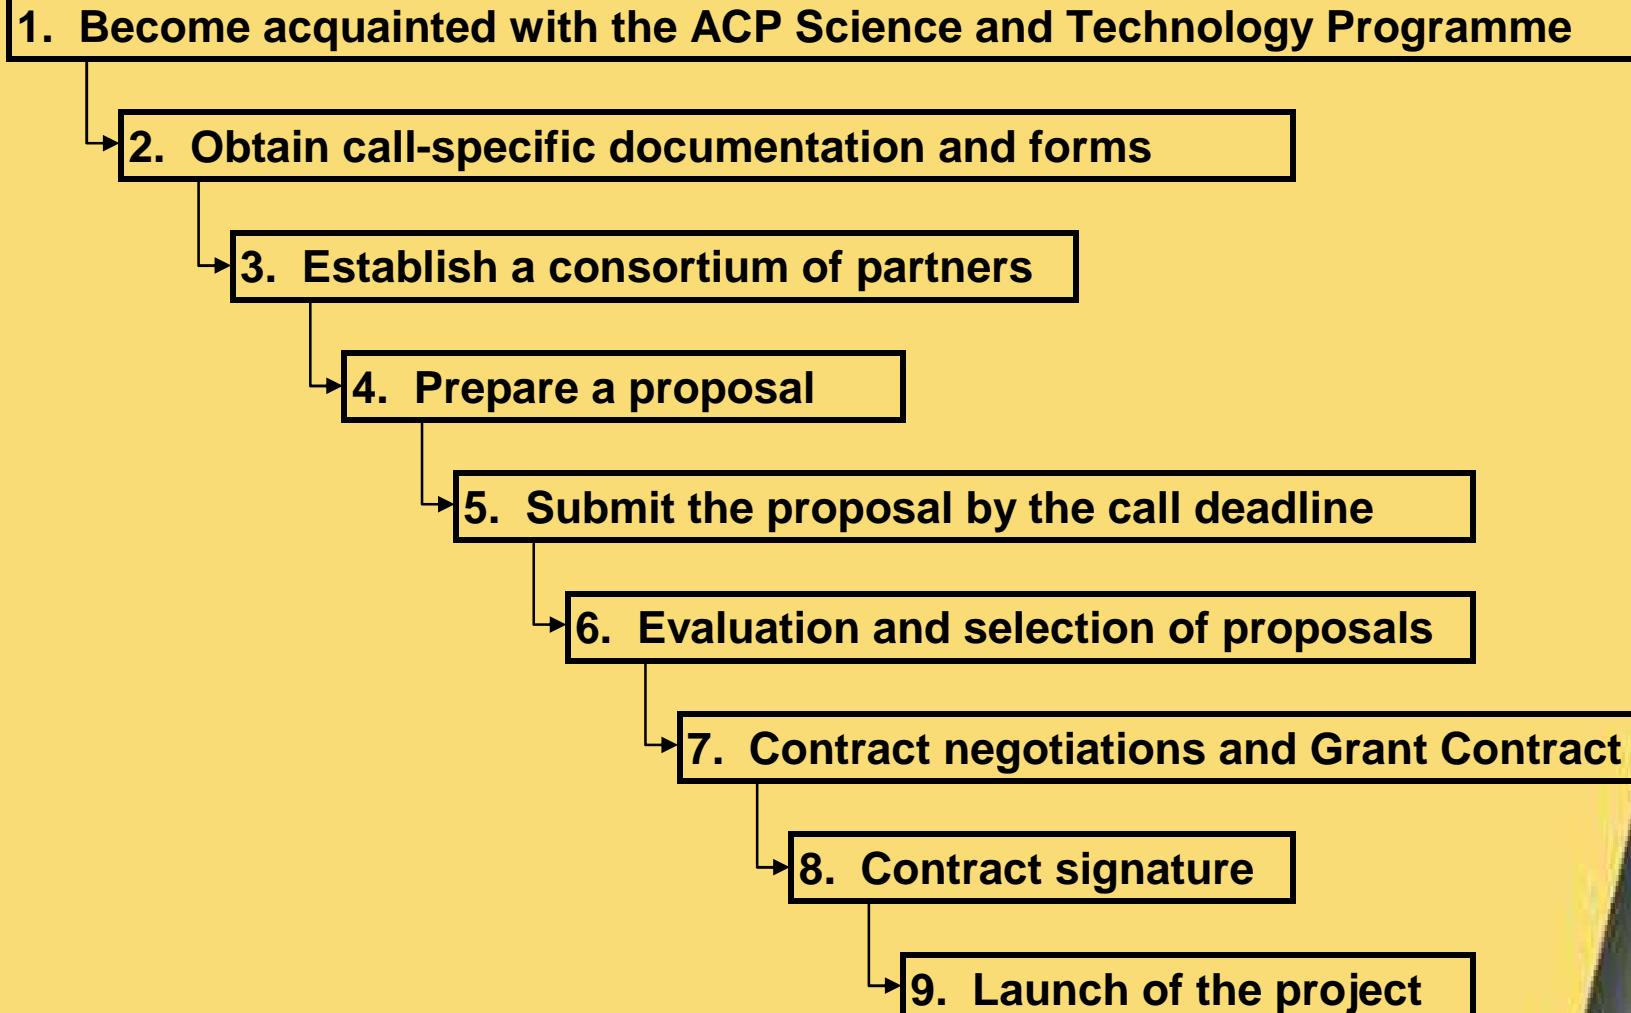 1. Become acquainted with the ACP Science and Technology Programme
2. Obtain call-specific documentation and forms
3. Establish a consortium of partners
4. Prepare a proposal
5. Submit the proposal by the call deadline
6. Evaluation and selection of proposals
7. Contract negotiations and Grant Contract
8. Contract signature
9. Launch of the project